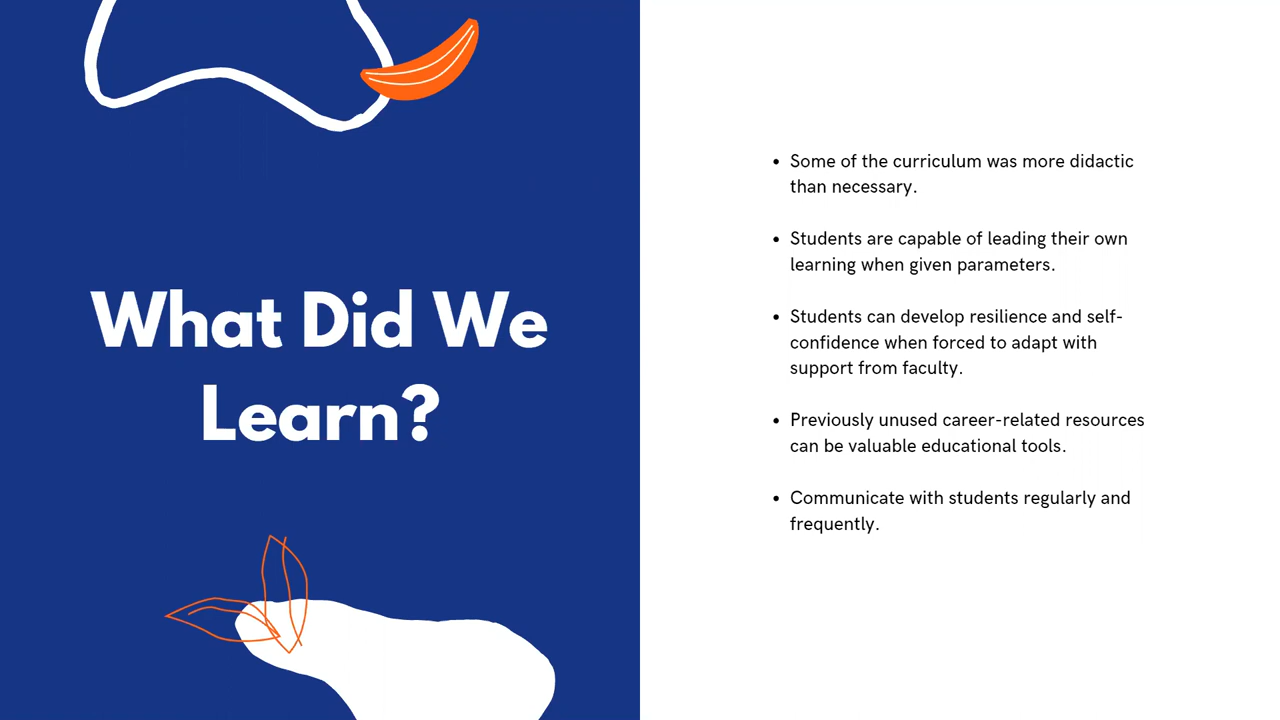 What Did We
Learn?
• Some of the curriculum was more didactic
than necessary.
• Students are capable of leading their own
learning when given parameters.
• Students can develop resilience and self-
confidence when forced to adapt with
support from faculty.
• Previously unused career-related resources
can be valuable educational tools.
• Communicate with students regularly and
frequently.